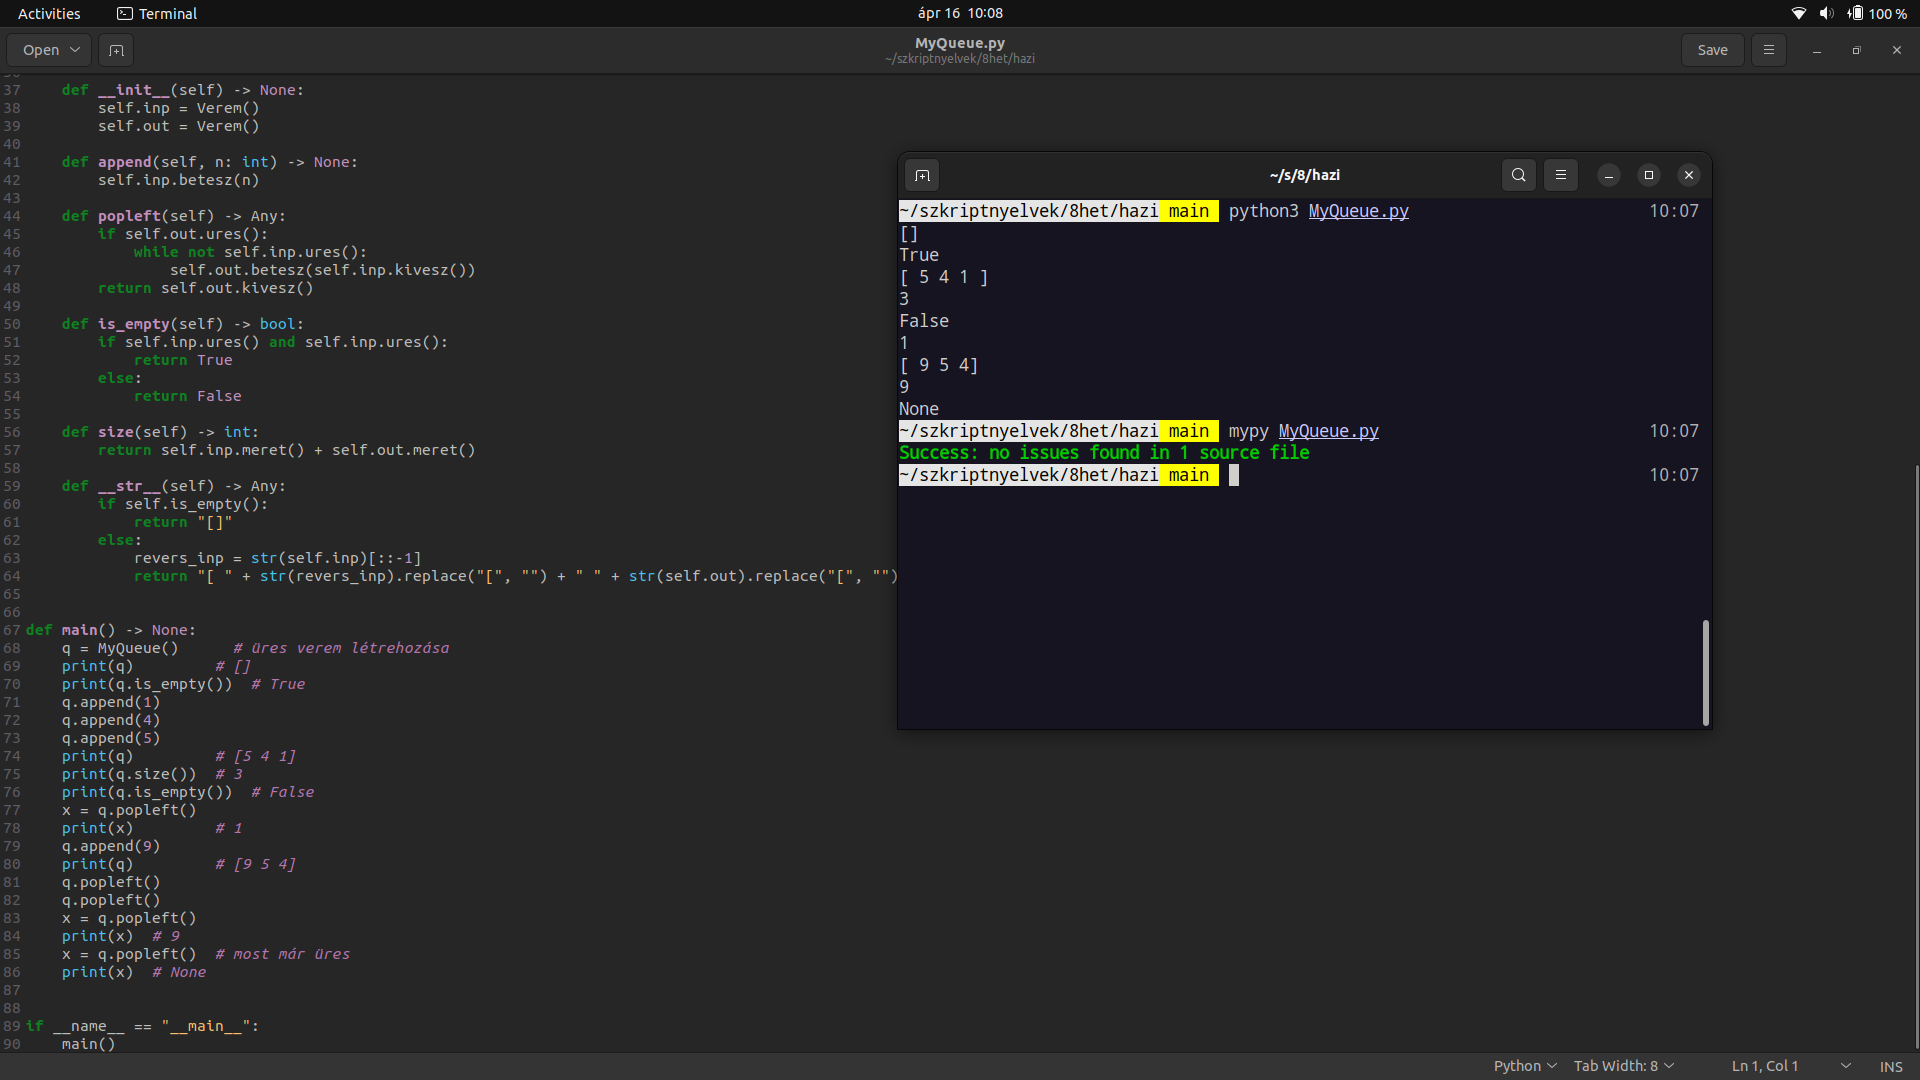 Activities Terminal ápr 16 10:08 100 %
Open MyQueue.py Save
~/szkriptnyelvek/8het/hazi
37 def __init__(self) -> None:
38 self.inp = Verem()
39 self.out = Verem()
40
41 def append(self, n: int) -> None:
42 self.inp.betesz(n)
43
44 def popleft(self) -> Any:
45 if self.out.ures():
46 while not self.inp.ures():
47 self.out.betesz(self.inp.kivesz())
48 return self.out.kivesz()
49
50 def is_empty(self) -> bool:
51 if self.inp.ures() and self.inp.ures():
52 return True
53 else:
54 return False
55
56 def size(self) -> int:
57 return self.inp.meret() + self.out.meret()
58
59 def __str__(self) -> Any:
60 if self.is_empty():
61 return "[]"
62 else:
63 revers_inp = str(self.inp)[::-1]
64 return "[ " + str(revers_inp).replace("[", "") + " " + str(self.out).replace("[", "")
65
66
67 def main() -> None:
68 q = MyQueue() # üres verem létrehozása
69 print(q) # []
70 print(q.is_empty()) # True
71 q.append(1)
72 q.append(4)
73 q.append(5)
74 print(q) # [5 4 1]
75 print(q.size()) # 3
76 print(q.is_empty()) # False
77 x = q.popleft()
78 print(x) # 1
79 q.append(9)
80 print(q) # [9 5 4]
81 q.popleft()
82 q.popleft()
83 x = q.popleft()
84 print(x) # 9
85 x = q.popleft() # most már üres
86 print(x) # None
87
88
89 if __name__ == "__main__":
90 main()
~/s/8/hazi
~/szkriptnyelvek/8het/hazi main python3 MyQueue.py 10:07
[]
True
[ 5 4 1 ]
3
False
1
[ 9 5 4]
9
None
~/szkriptnyelvek/8het/hazi main mypy MyQueue.py 10:07
Success: no issues found in 1 source file
~/szkriptnyelvek/8het/hazi main 10:07
Python Tab Width: 8 Ln 1, Col 1 INS